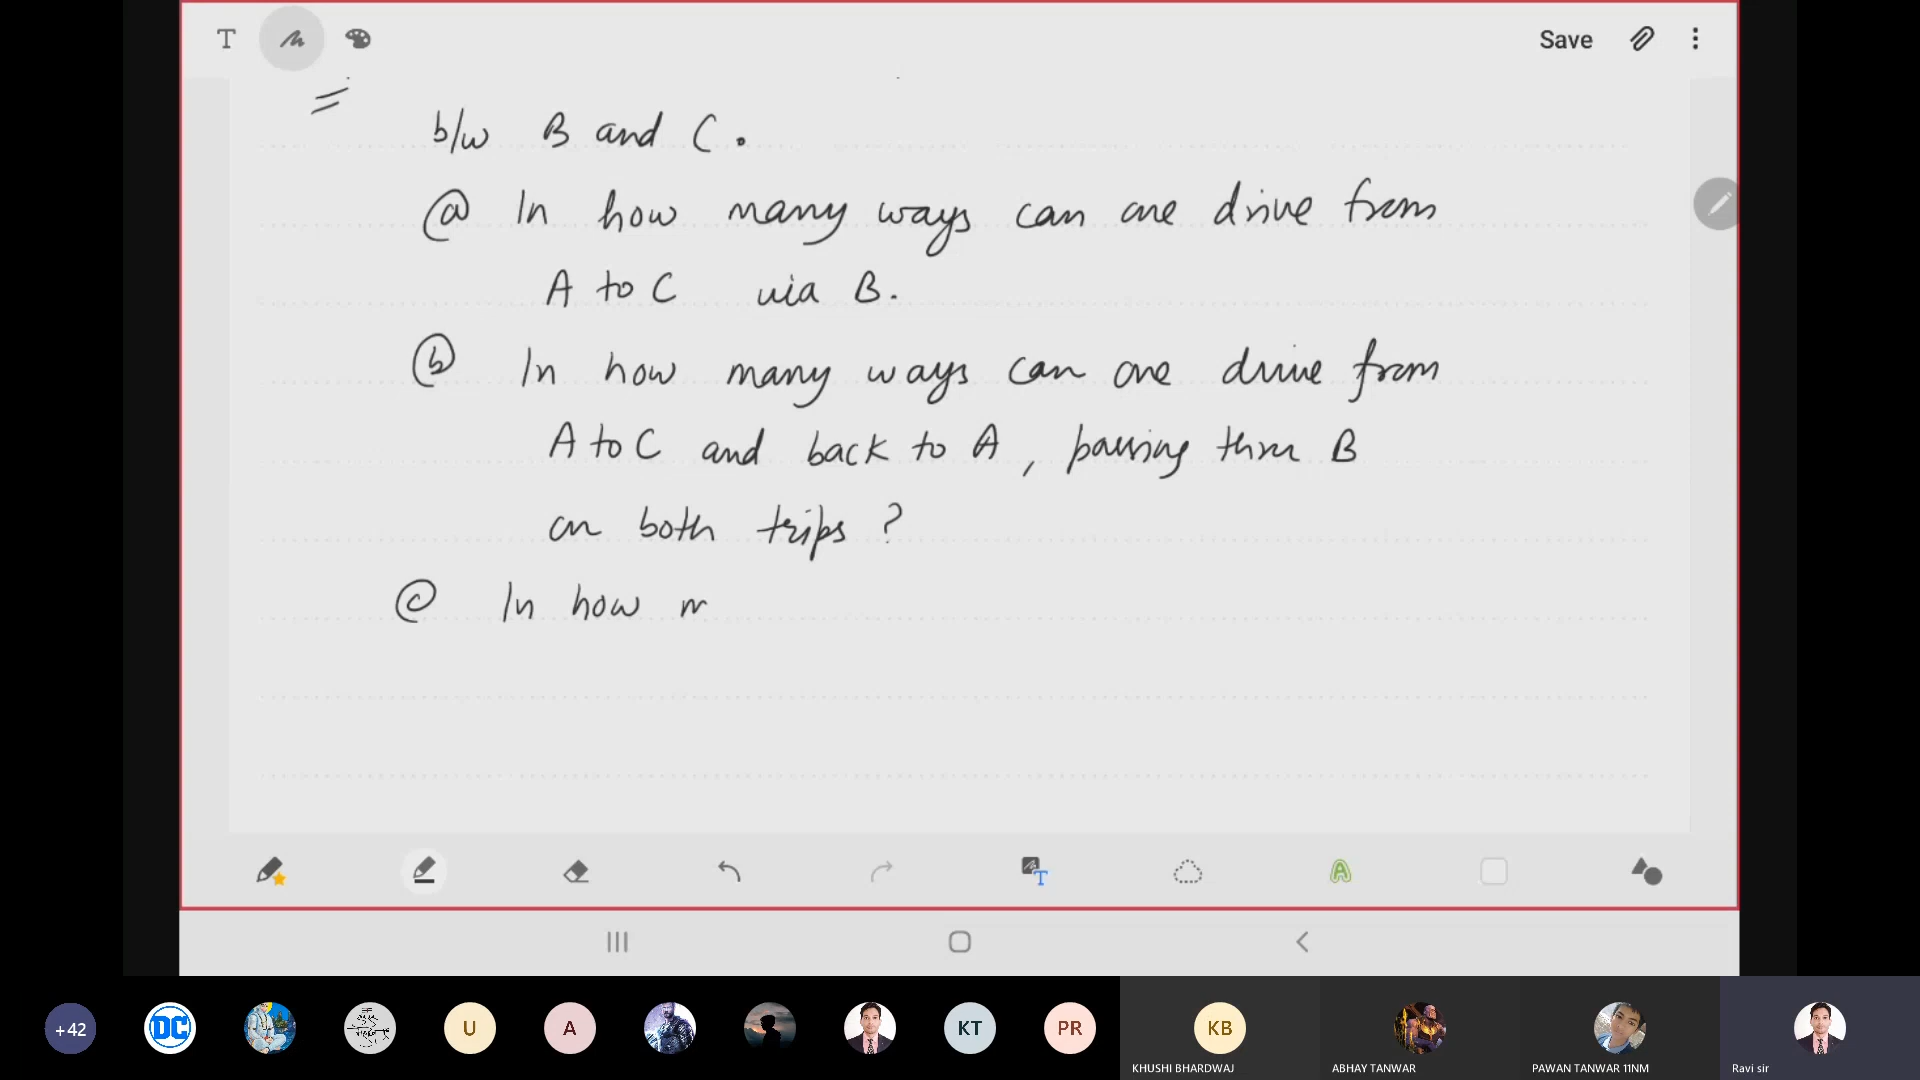 T Save
b/w B and C.
(a) In how many ways can one drive from
A to C via B.
(b) In how many ways can one drive from
A to C and back to A, passing thru B
on both trips ?
(c) In how m
T A
+42 DC U A KT PR KB
KHUSHI BHARDWAJ ABHAY TANWAR PAWAN TANWAR 11NM Ravi sir